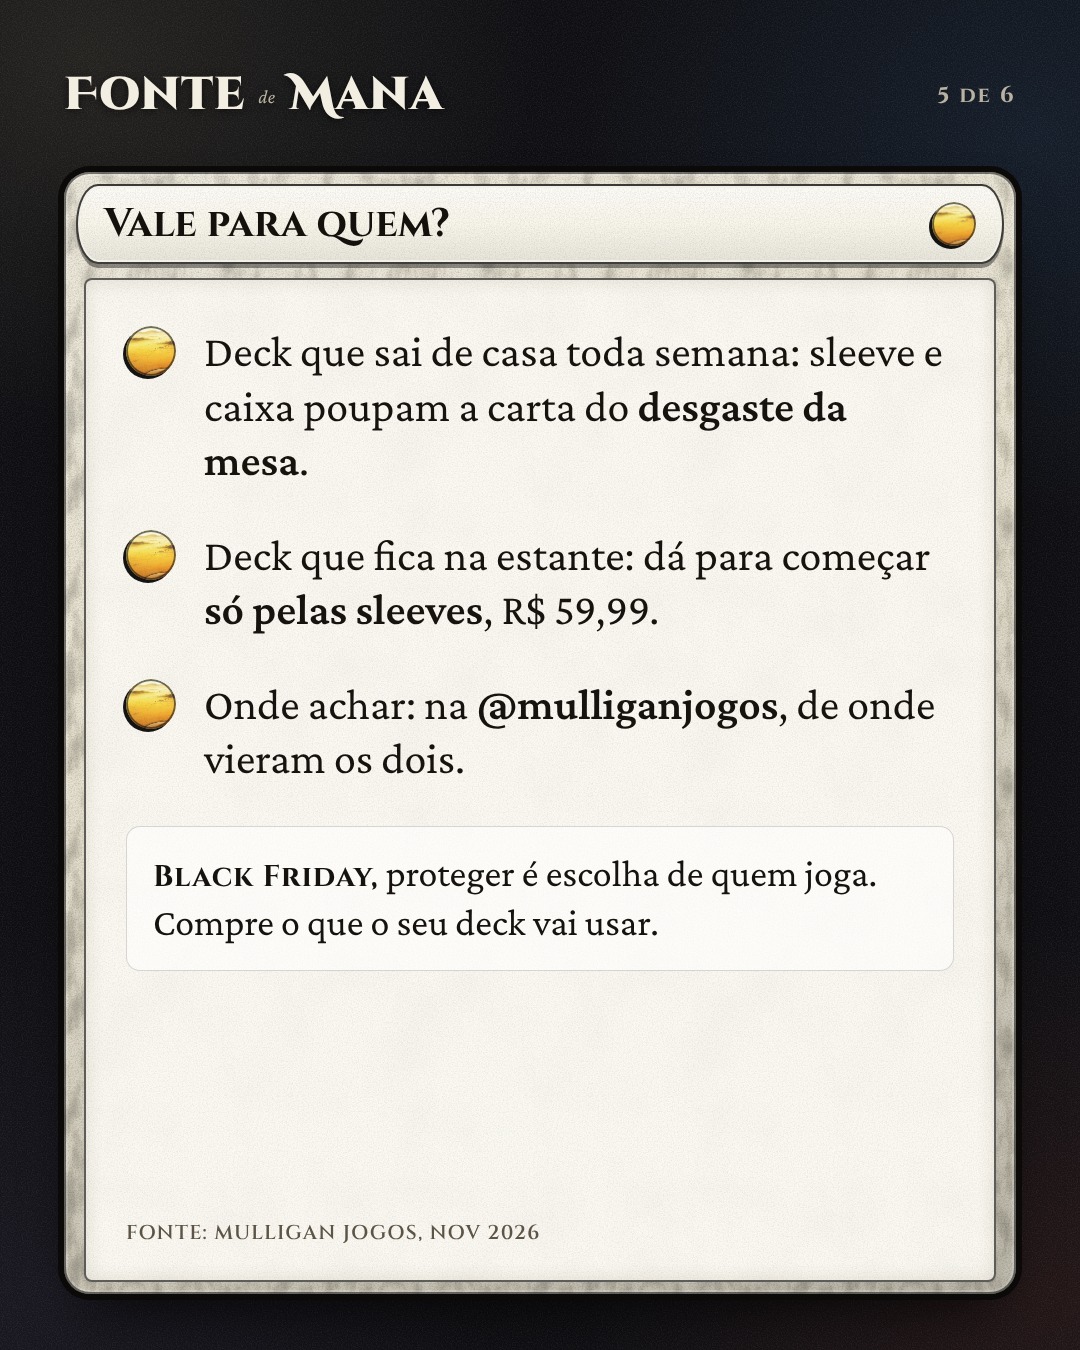 Fonte de Mana
5 de 6
Vale para quem?
Deck que sai de casa toda semana: sleeve e
caixa poupam a carta do desgaste da
mesa.
Deck que fica na estante: dá para começar
só pelas sleeves, R$ 59,99.
Onde achar: na @mulliganjogos, de onde
vieram os dois.
Black Friday, proteger é escolha de quem joga.
Compre o que o seu deck vai usar.
FONTE: MULLIGAN JOGOS, NOV 2026